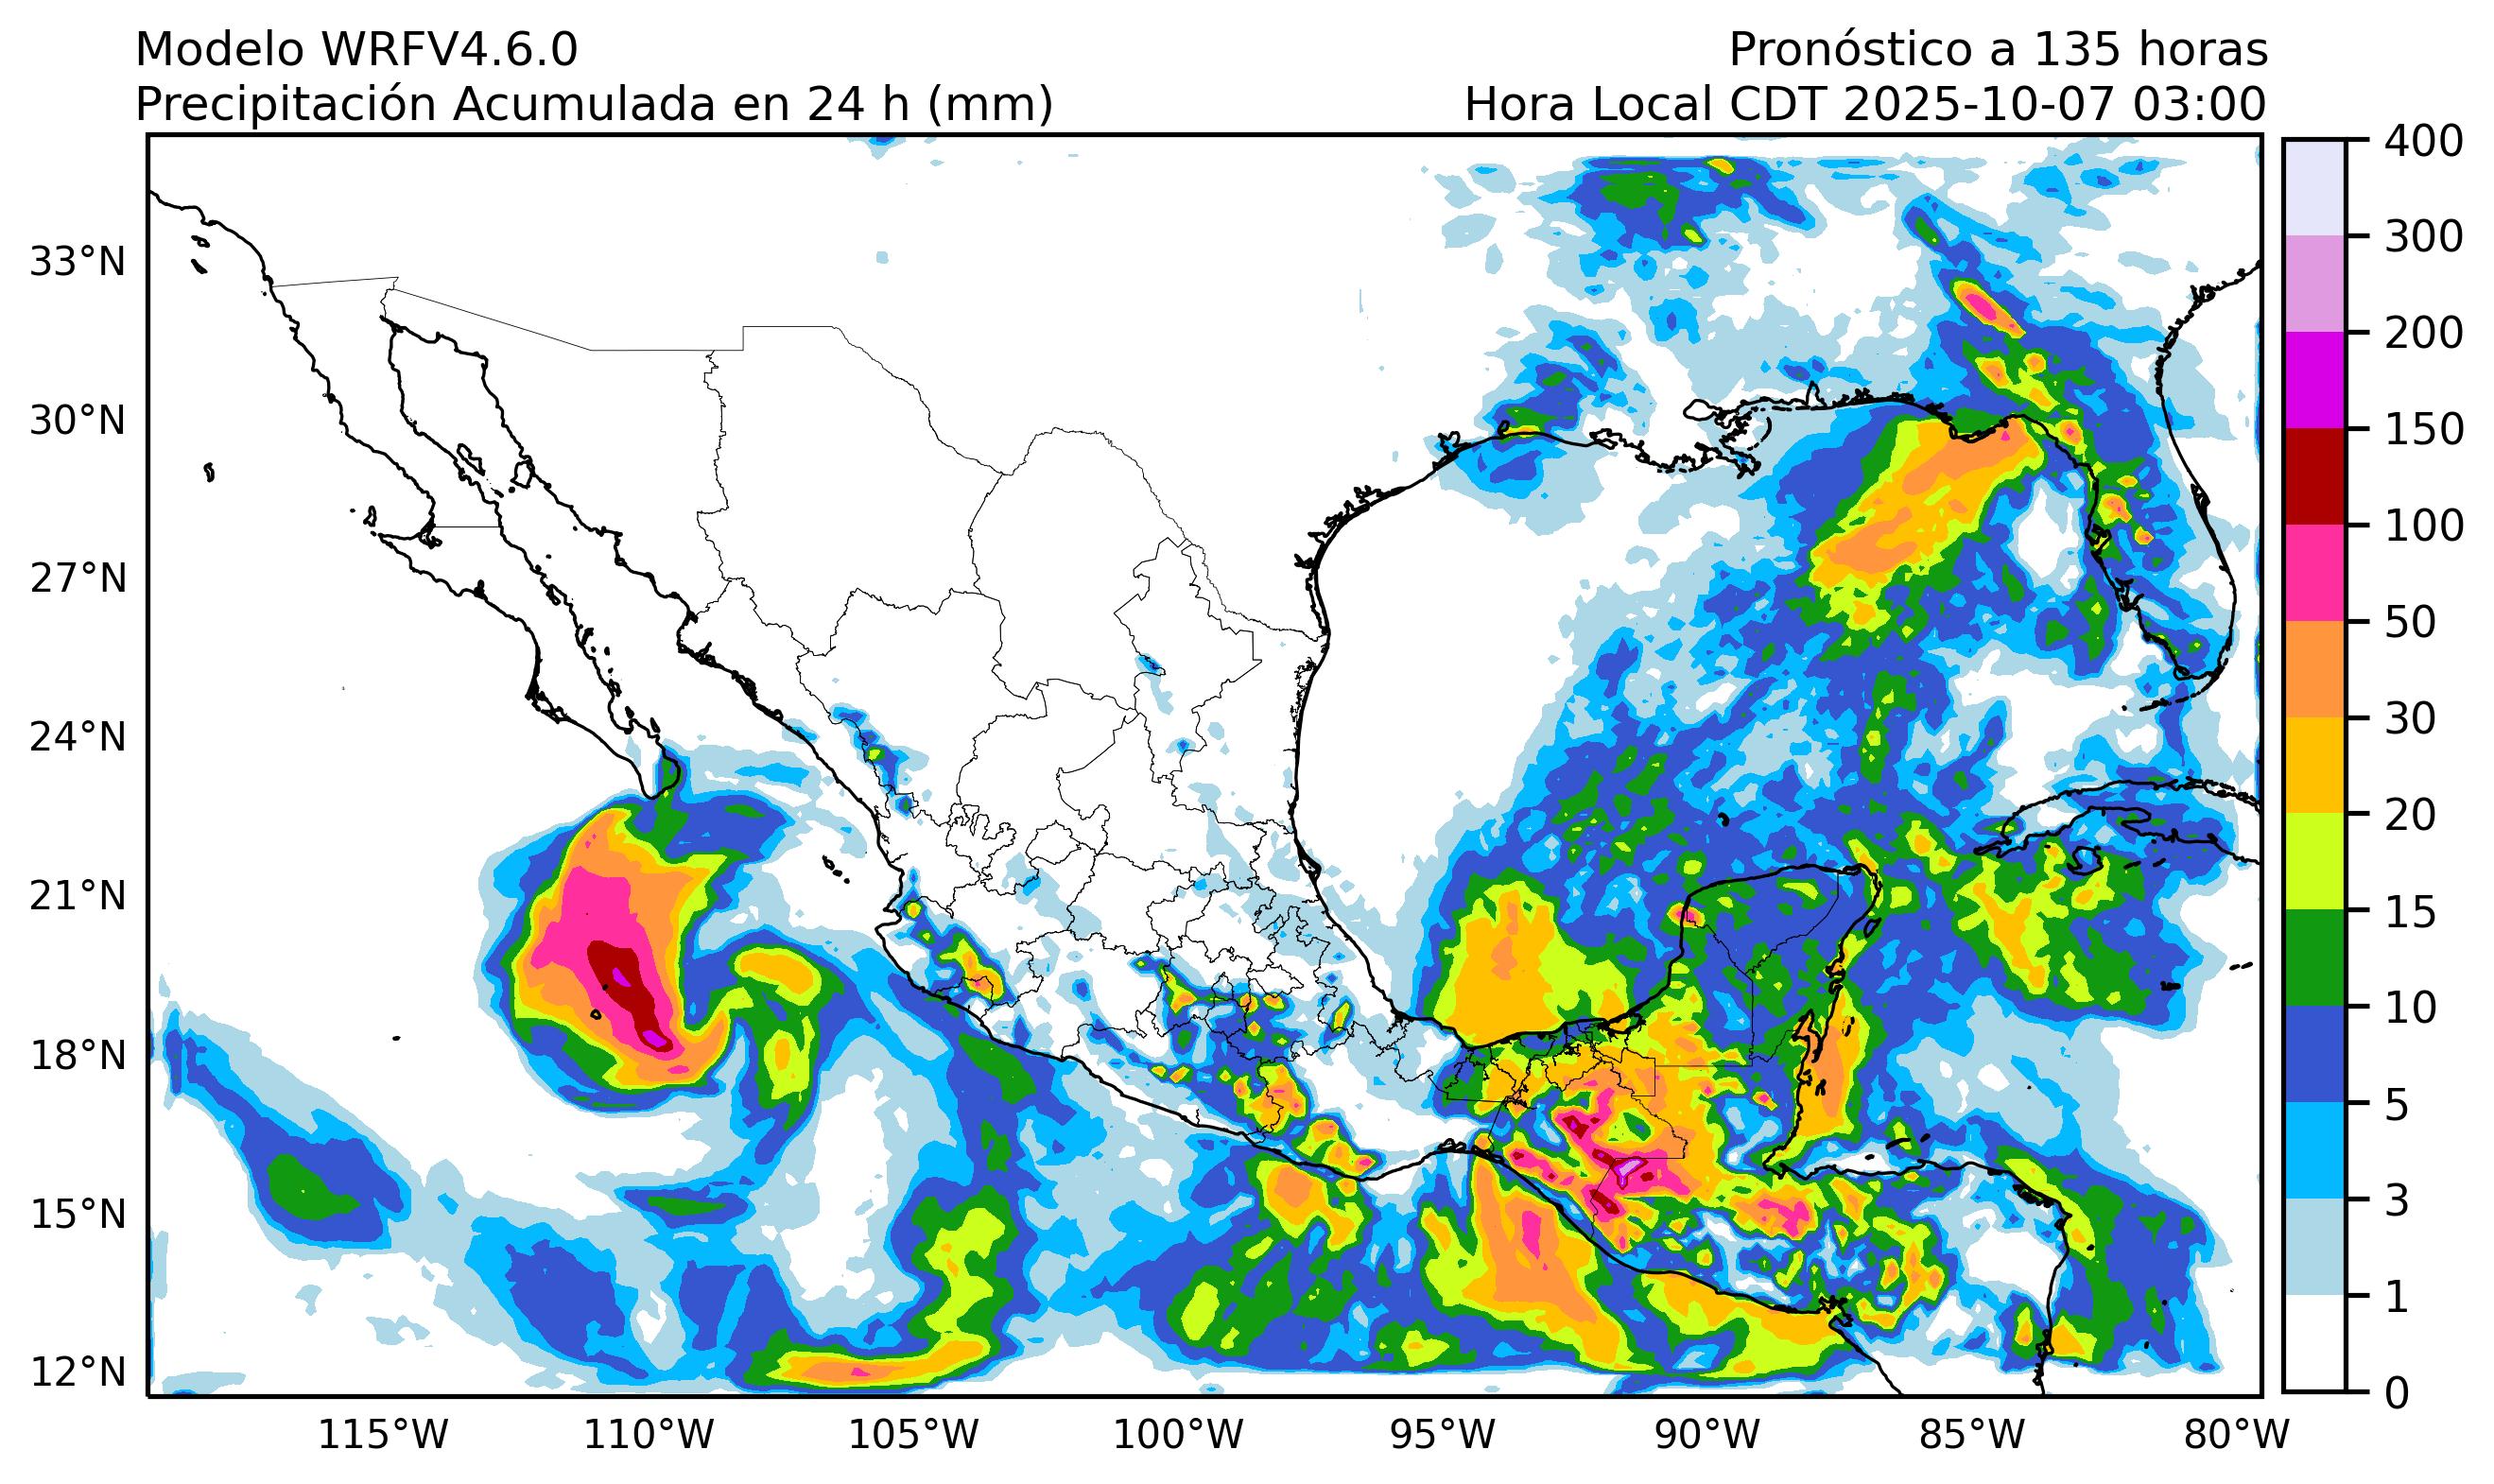 Modelo WRFV4.6.0
Pronóstico a 135 horas
Precipitación Acumulada en 24 h (mm)
Hora Local CDT 2025-10-07 03:00
33°N
30°N
27°N
24°N
21°N
18°N
15°N
12°N
115°W
110°W
105°W
100°W
95°W
90°W
85°W
80°W
400
300
200
150
100
50
30
20
15
10
5
3
1
0